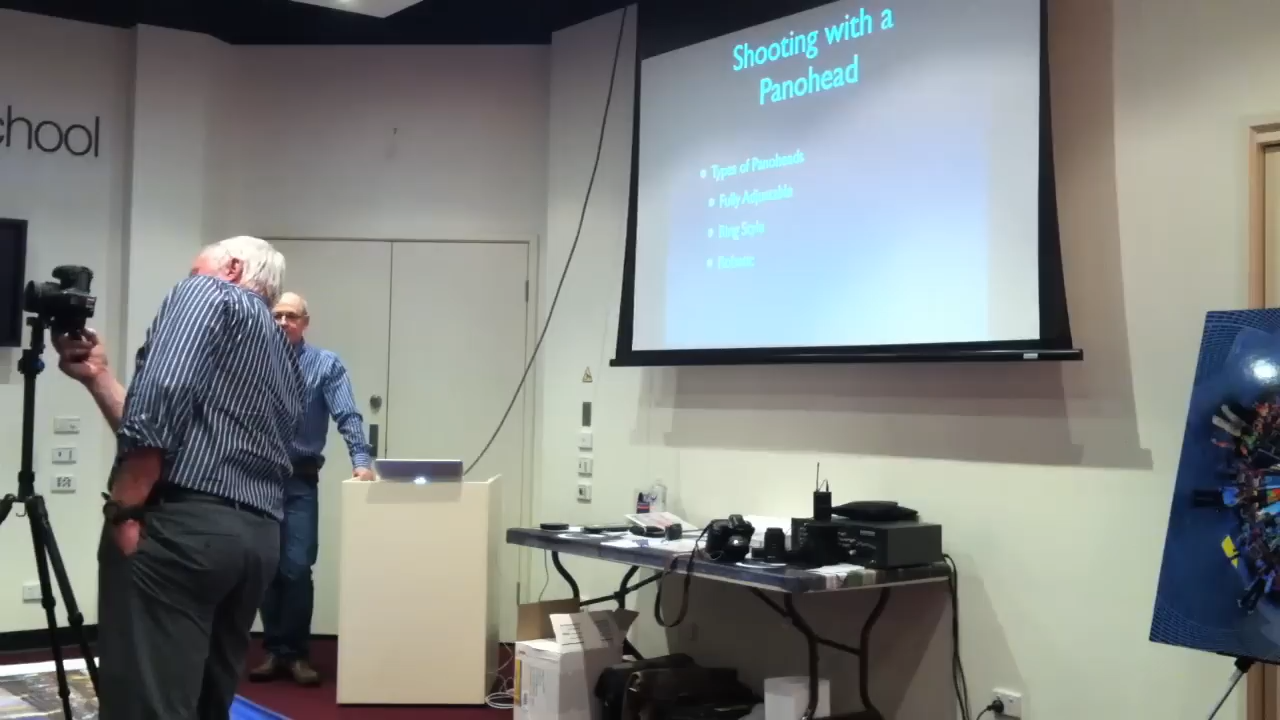 chool
Shooting with a
Panohead
Types of Panoheads
Fully Adjustable
Ring Style
Robotic